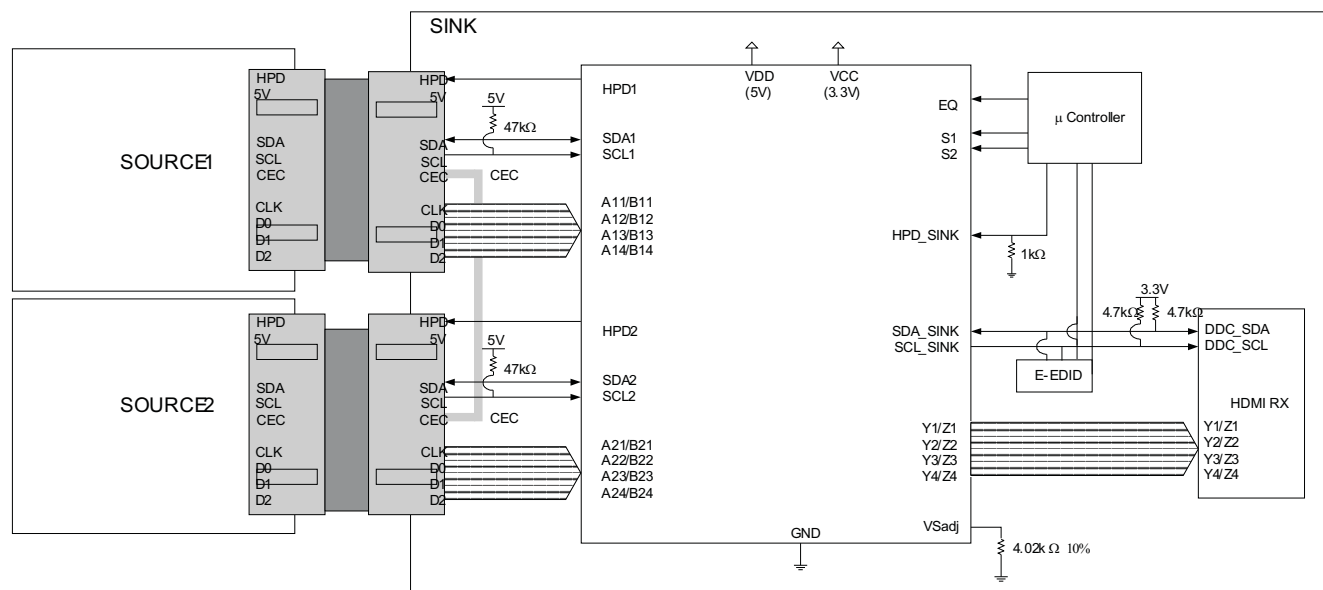 SINK
SOURCE1
HPD
5V
SDA
SCL
CEC
CLK
D0
D1
D2
HPD
5V
SDA
SCL
CEC
CLK
D0
D1
D2
5V
47kΩ
CEC
HPD1
SDA1
SCL1
A11/B11
A12/B12
A13/B13
A14/B14
VDD
(5V)
VCC
(3.3V)
EQ
S1
S2
μ Controller
HPD_SINK
1kΩ
SOURCE2
HPD
5V
SDA
SCL
CEC
CLK
D0
D1
D2
HPD
5V
SDA
SCL
CEC
CLK
D0
D1
D2
5V
47kΩ
CEC
HPD2
SDA2
SCL2
A21/B21
A22/B22
A23/B23
A24/B24
SDA_SINK
SCL_SINK
3.3V
4.7kΩ 4.7kΩ
E-EDID
DDC_SDA
DDC_SCL
HDMI RX
Y1/Z1
Y2/Z2
Y3/Z3
Y4/Z4
Y1/Z1
Y2/Z2
Y3/Z3
Y4/Z4
VSadj
4.02k Ω 10%
GND